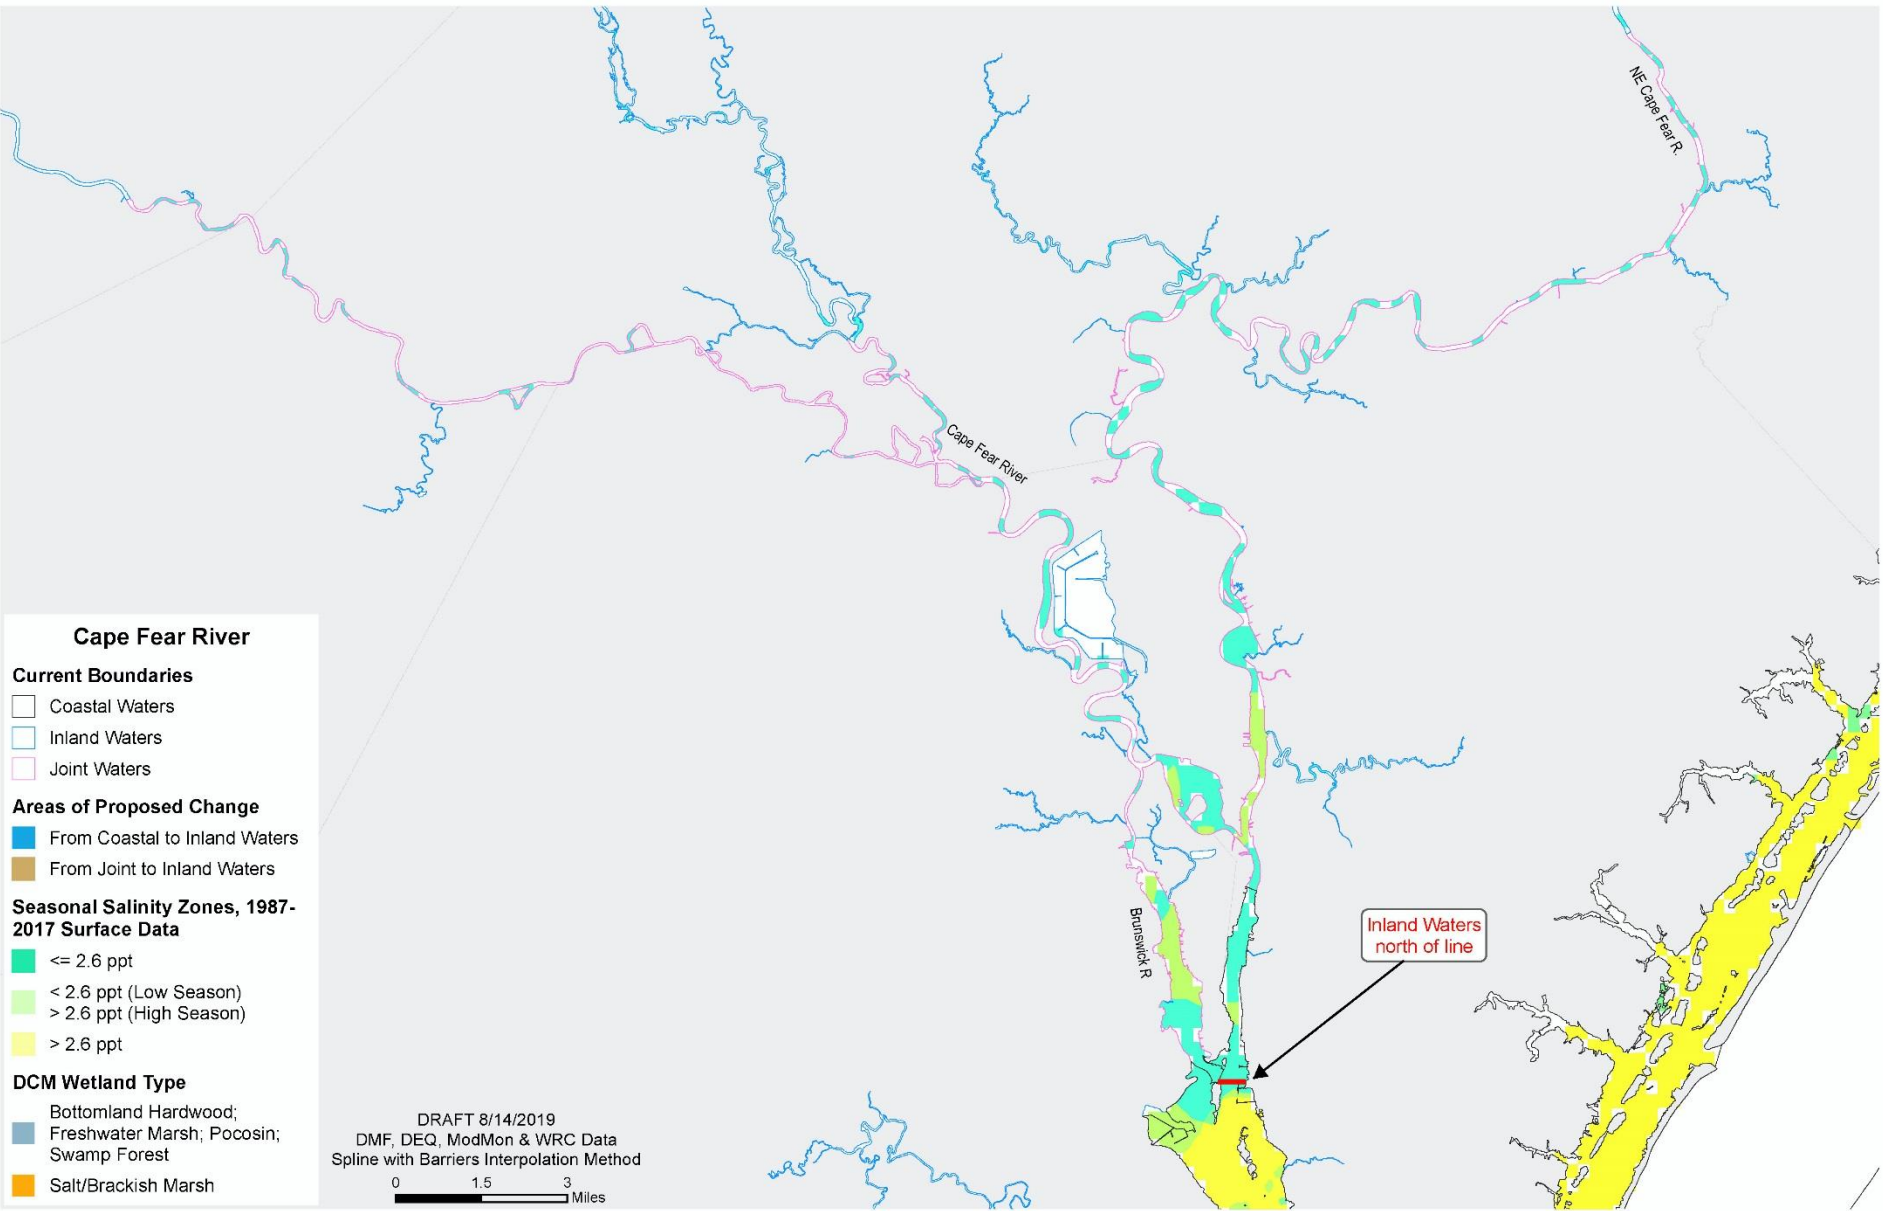 NE Cape Fear R.
Cape Fear River
Brunswick R
Inland Waters
north of line
Cape Fear River
Current Boundaries
Coastal Waters
Inland Waters
Joint Waters
Areas of Proposed Change
From Coastal to Inland Waters
From Joint to Inland Waters
Seasonal Salinity Zones, 1987-
2017 Surface Data
<= 2.6 ppt
< 2.6 ppt (Low Season)
> 2.6 ppt (High Season)
> 2.6 ppt
DCM Wetland Type
Bottomland Hardwood;
Freshwater Marsh; Pocosin;
Swamp Forest
Salt/Brackish Marsh
DRAFT 8/14/2019
DMF, DEQ, ModMon & WRC Data
Spline with Barriers Interpolation Method
0 1.5 3
Miles